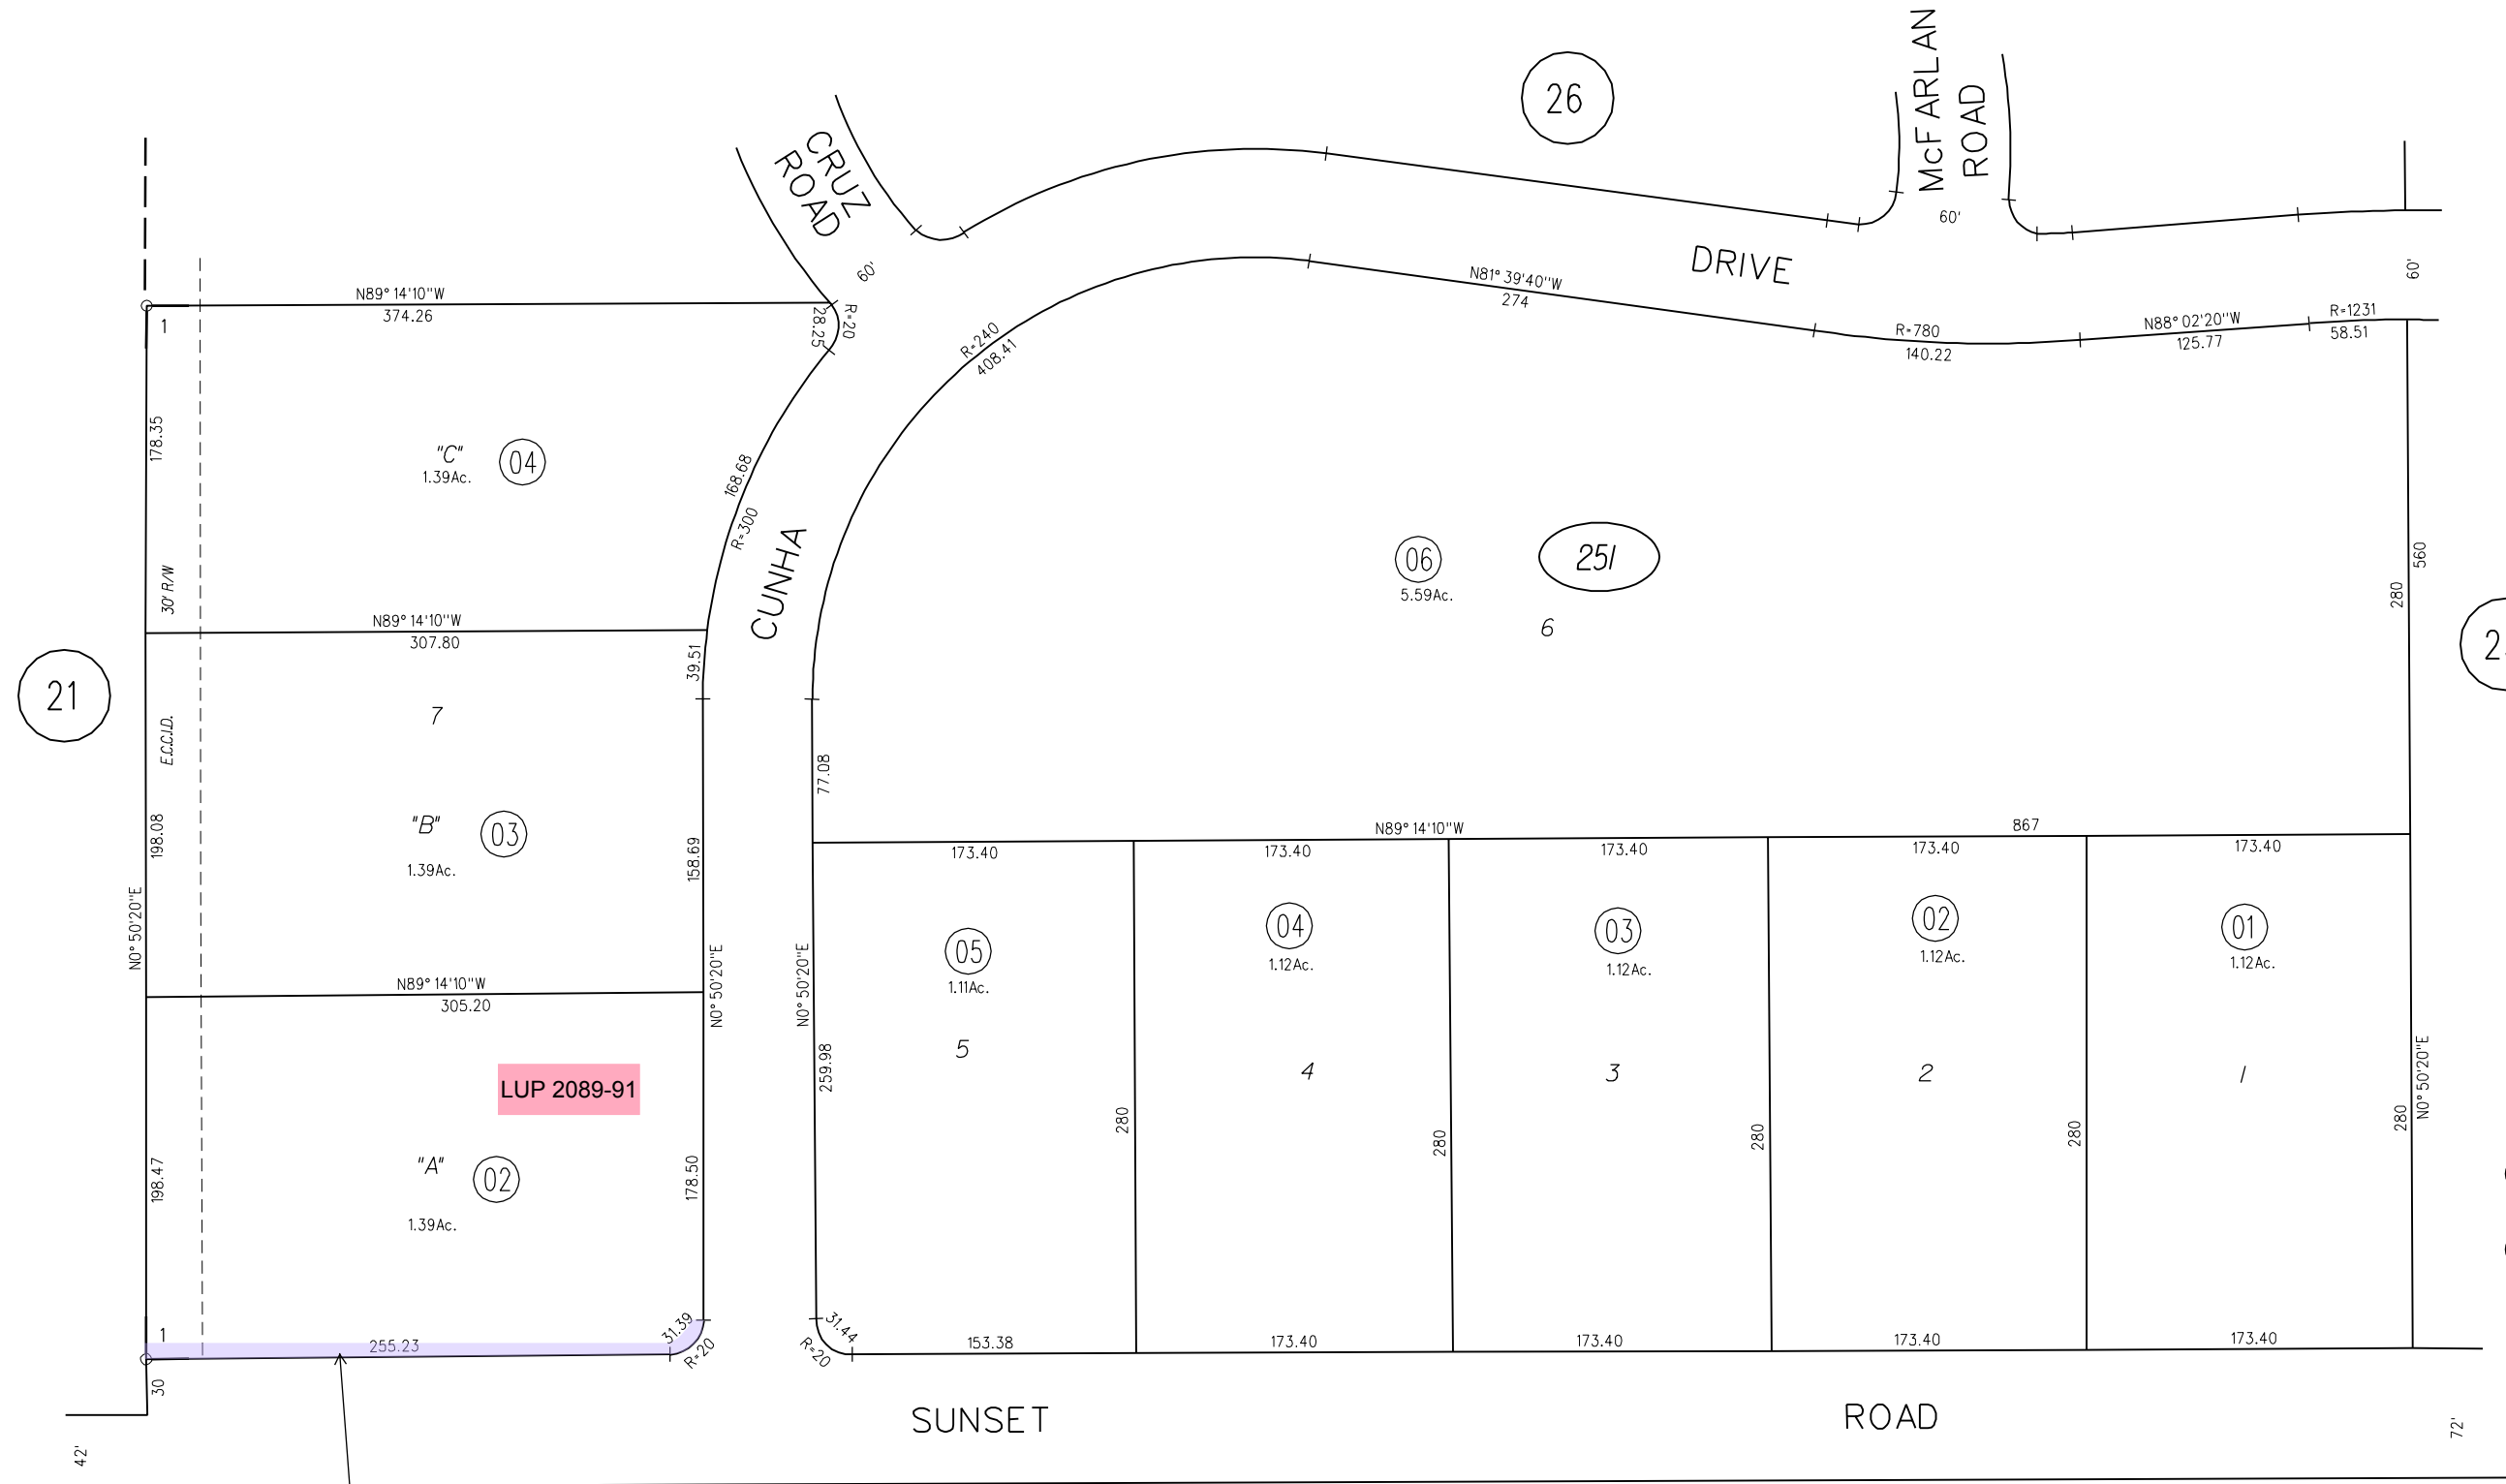 26
McFARLAN
ROAD
60'
CRUZ
ROAD
60'
DRIVE
60'
N89° 14'10"W
374.26
1
28.25
R=20
R=240
408.41
N81° 39'40"W
274
R=780
140.22
N88° 02'20"W
125.77
R=1231
58.51
178.35
"C"
04
1.39Ac.
168.68
R=300
CUNHA
06
5.59Ac.
251
6
560
280
30' R/W
N89° 14'10"W
307.80
39.51
21
7
E.C.C.I.D.
77.08
198.08
"B"
03
1.39Ac.
158.69
N89° 14'10"W
867
173.40
173.40
173.40
173.40
173.40
N0° 50'20"E
N0° 50'20"E
N0° 50'20"E
05
1.11Ac.
04
1.12Ac.
03
1.12Ac.
02
1.12Ac.
01
1.12Ac.
N89° 14'10"W
305.20
5
4
3
2
1
259.98
280
280
280
280
280
N0° 50'20"E
LUP 2089-91
198.47
"A"
02
1.39Ac.
178.50
1
255.23
31.39
R=20
31.44
R=20
153.38
173.40
173.40
173.40
173.40
30
SUNSET ROAD
42'
72'